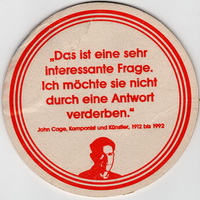 „Das ist eine sehr
interessante Frage.
Ich möchte sie nicht
durch eine Antwort
verderben.“
John Cage, Komponist und Künstler, 1912 bis 1992